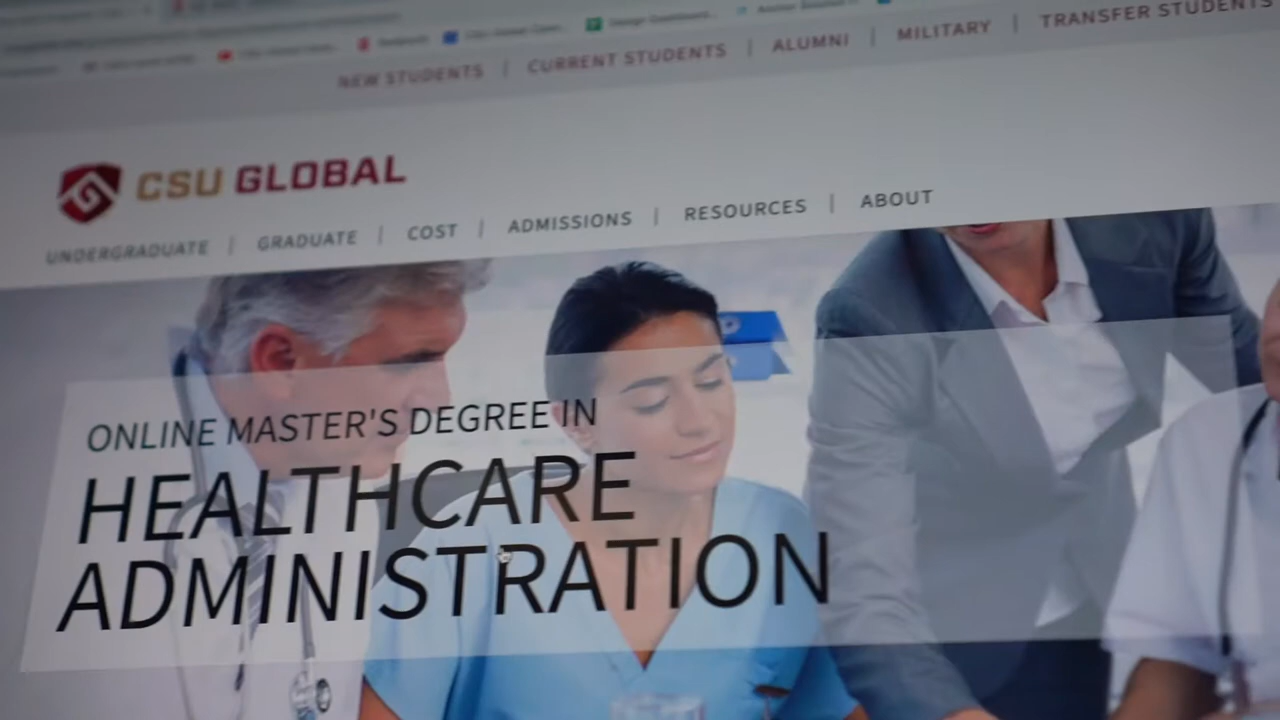 NEW STUDENTS | CURRENT STUDENTS | ALUMNI | MILITARY | TRANSFER STUDENTS
CSU GLOBAL
UNDERGRADUATE | GRADUATE | COST | ADMISSIONS | RESOURCES | ABOUT
ONLINE MASTER'S DEGREE IN
HEALTHCARE
ADMINISTRATION